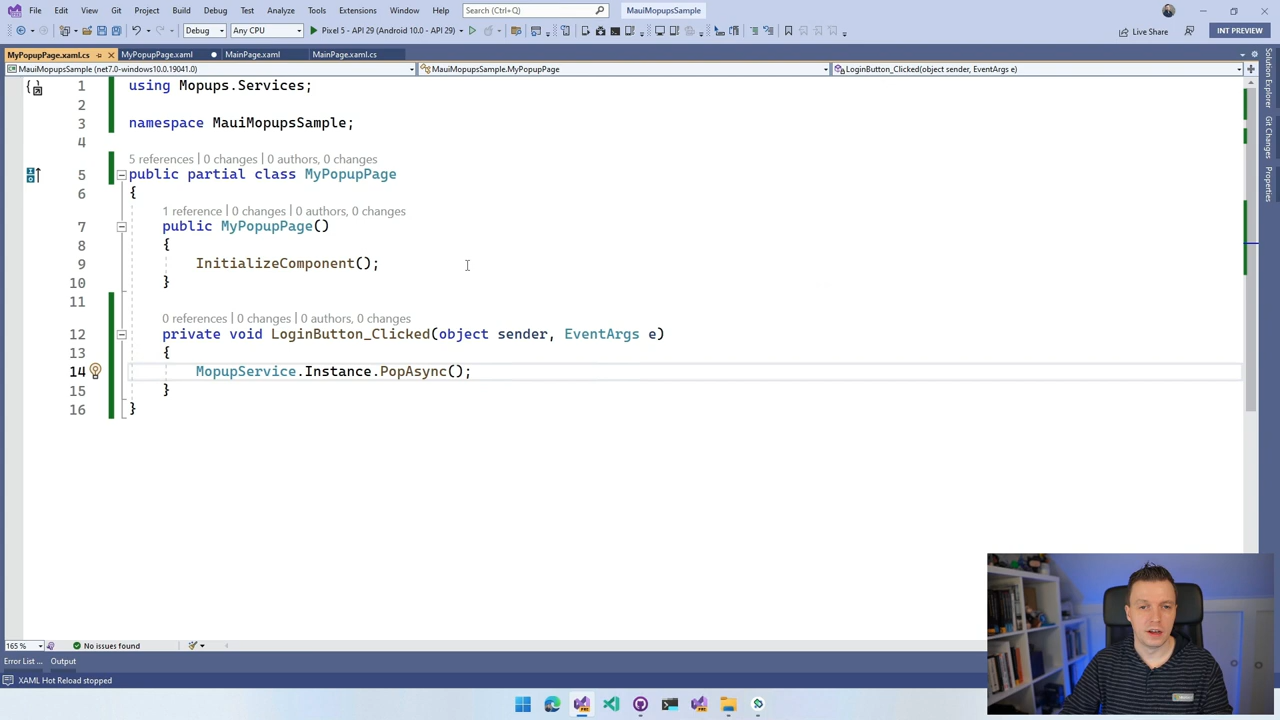 File Edit View Git Project Build Debug Test Analyze Tools Extensions Window Help Search (Ctrl+Q) MauiMopupsSample
Debug Any CPU Pixel 5 - API 29 (Android 10.0 - API 29) Live Share INT PREVIEW
MyPopupPage.xaml.cs MyPopupPage.xaml MainPage.xaml MainPage.xaml.cs
MauiMopupsSample (net7.0-windows10.0.19041.0) MauiMopupsSample.MyPopupPage LoginButton_Clicked(object sender, EventArgs e)
1 using Mopups.Services;
2
3 namespace MauiMopupsSample;
4
5 references | 0 changes | 0 authors, 0 changes
5 public partial class MyPopupPage
6 {
1 reference | 0 changes | 0 authors, 0 changes
7 public MyPopupPage()
8 {
9 InitializeComponent();
10 }
11
0 references | 0 changes | 0 authors, 0 changes
12 private void LoginButton_Clicked(object sender, EventArgs e)
13 {
14 MopupService.Instance.PopAsync();
15 }
16 }
Solution Explorer
Git Changes
Properties
165 % No issues found
Error List ... Output
XAML Hot Reload stopped